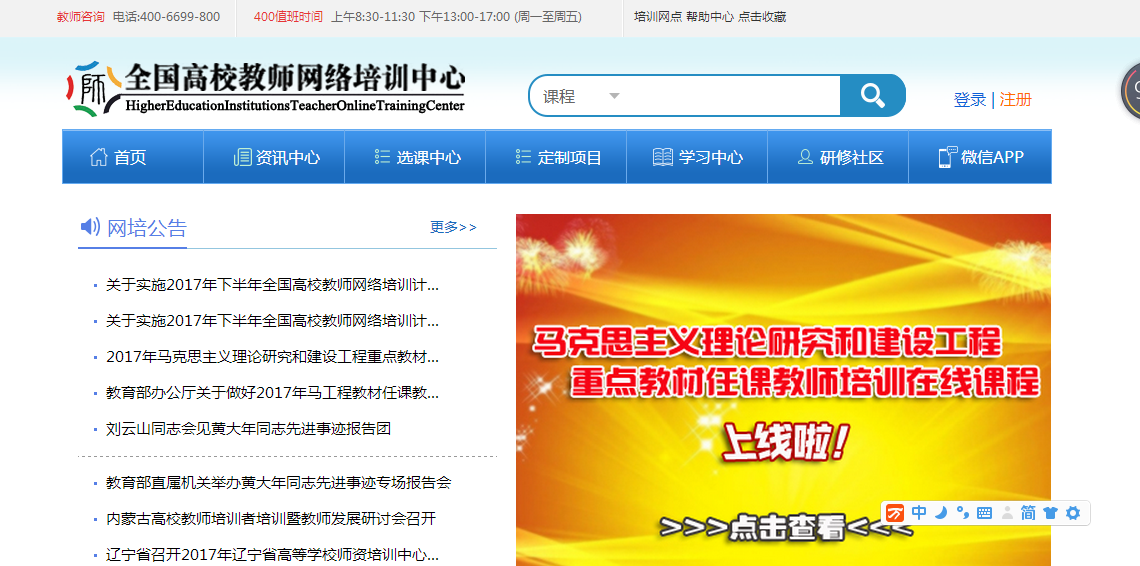 教师咨询 电话:400-6699-800 400值班时间 上午8:30-11:30 下午13:00-17:00 (周一至周五) 培训网点 帮助中心 点击收藏
师
全国高校教师网络培训中心
HigherEducationInstitutionsTeacherOnlineTrainingCenter
课程
登录 | 注册
首页 资讯中心 选课中心 定制项目 学习中心 研修社区 微信APP
网培公告 更多>>
关于实施2017年下半年全国高校教师网络培训计...
关于实施2017年下半年全国高校教师网络培训计...
2017年马克思主义理论研究和建设工程重点教材...
教育部办公厅关于做好2017年马工程教材任课教...
刘云山同志会见黄大年同志先进事迹报告团
教育部直属机关举办黄大年同志先进事迹专场报告会
内蒙古高校教师培训者培训暨教师发展研讨会召开
辽宁省召开2017年辽宁省高等学校师资培训中心...
马克思主义理论研究和建设工程
重点教材任课教师培训在线课程
上线啦！
>>>点击查看<<<
中 简